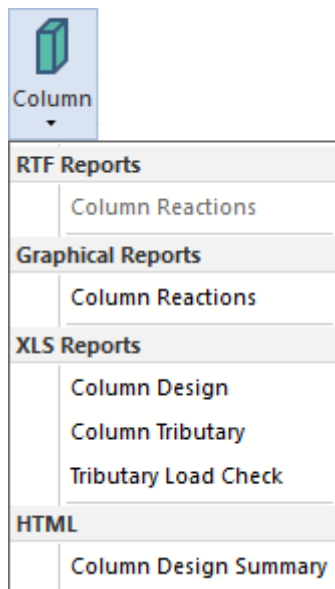 Column
RTF Reports
Column Reactions
Graphical Reports
Column Reactions
XLS Reports
Column Design
Column Tributary
Tributary Load Check
HTML
Column Design Summary